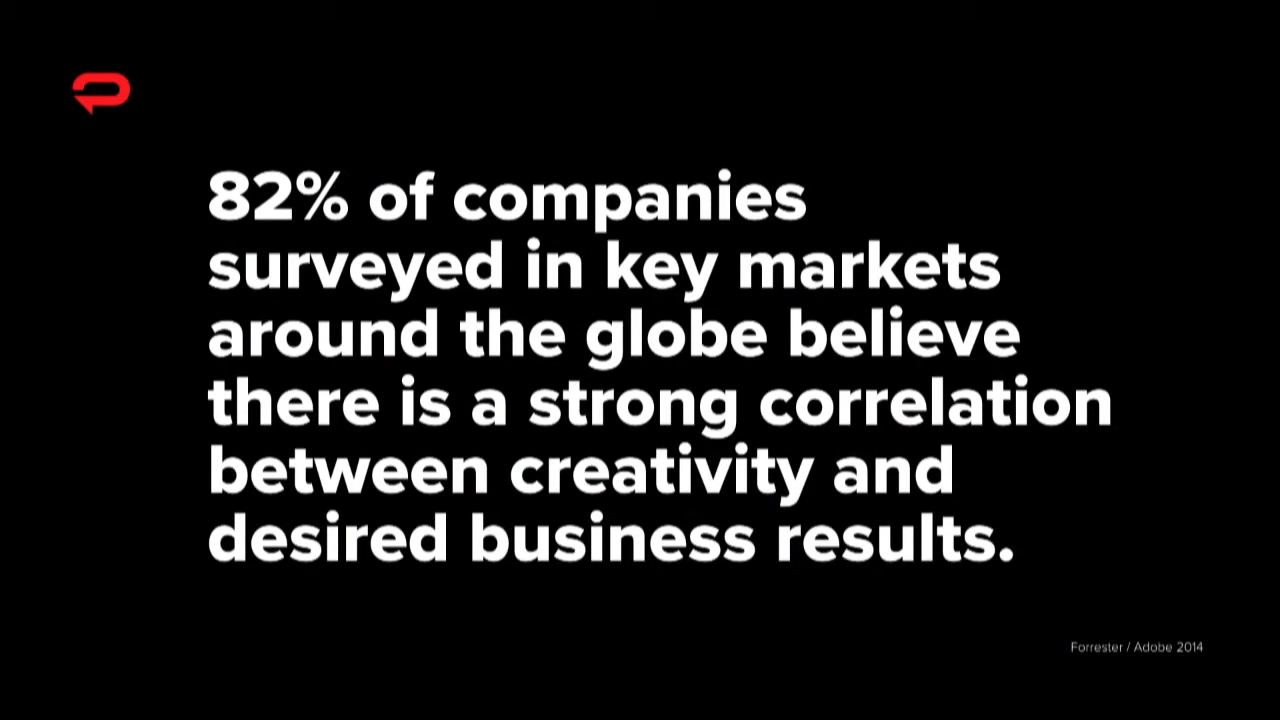 82% of companies
surveyed in key markets
around the globe believe
there is a strong correlation
between creativity and
desired business results.
Forrester / Adobe 2014